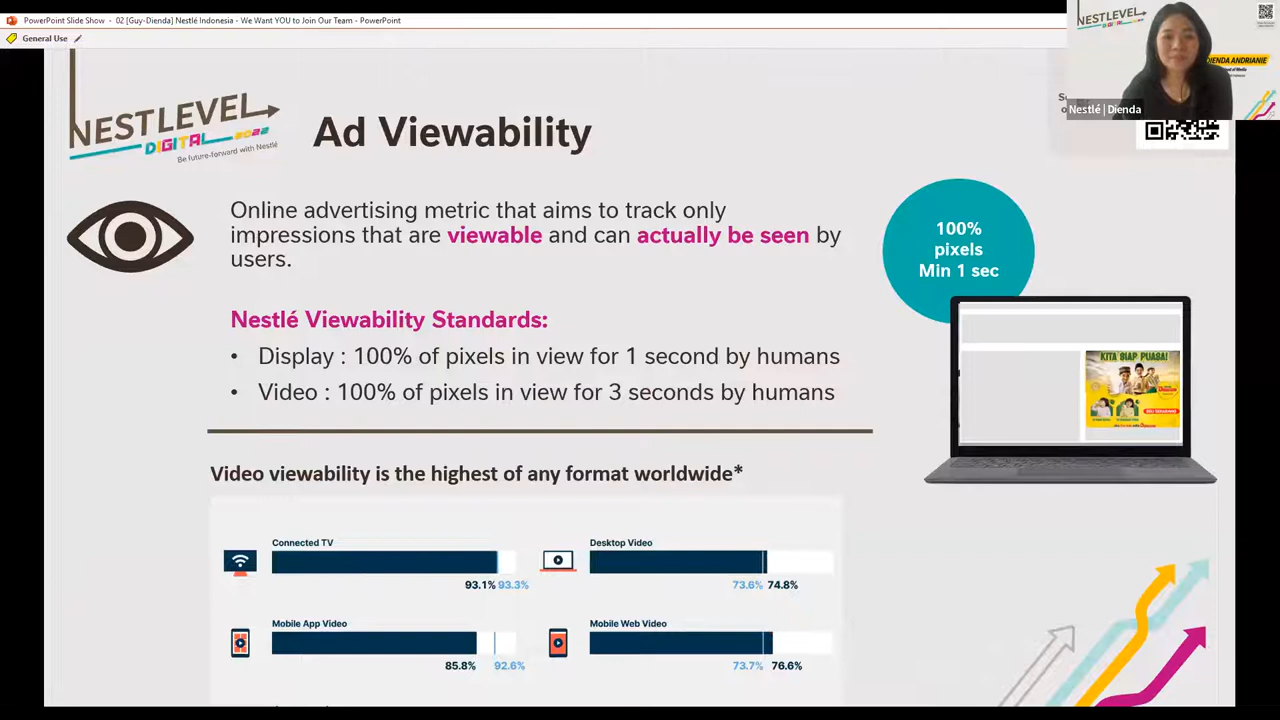 PowerPoint Slide Show - 02 [Guy-Dienda] Nestlé Indonesia - We Want YOU to Join Our Team - PowerPoint
General Use
NESTLEVEL
DIGITAL 2022
Be future-forward with Nestlé
Ad Viewability
NESTLEVEL
DIENDA ANDRIANIE
Nestlé | Dienda
Online advertising metric that aims to track only
impressions that are viewable and can actually be seen by
users.
100%
pixels
Min 1 sec
Nestlé Viewability Standards:
• Display : 100% of pixels in view for 1 second by humans
• Video : 100% of pixels in view for 3 seconds by humans
KITA SIAP PUASA!
Video viewability is the highest of any format worldwide*
Connected TV
93.1% 93.3%
Desktop Video
73.6% 74.8%
Mobile App Video
85.8% 92.6%
Mobile Web Video
73.7% 76.6%